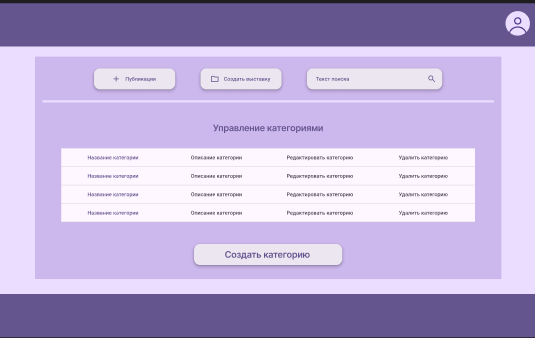 Публикации
Создать выставку
Текст поиска
Управление категориями
Название категории Описание категории Редактировать категорию Удалить категорию
Название категории Описание категории Редактировать категорию Удалить категорию
Название категории Описание категории Редактировать категорию Удалить категорию
Название категории Описание категории Редактировать категорию Удалить категорию
Создать категорию